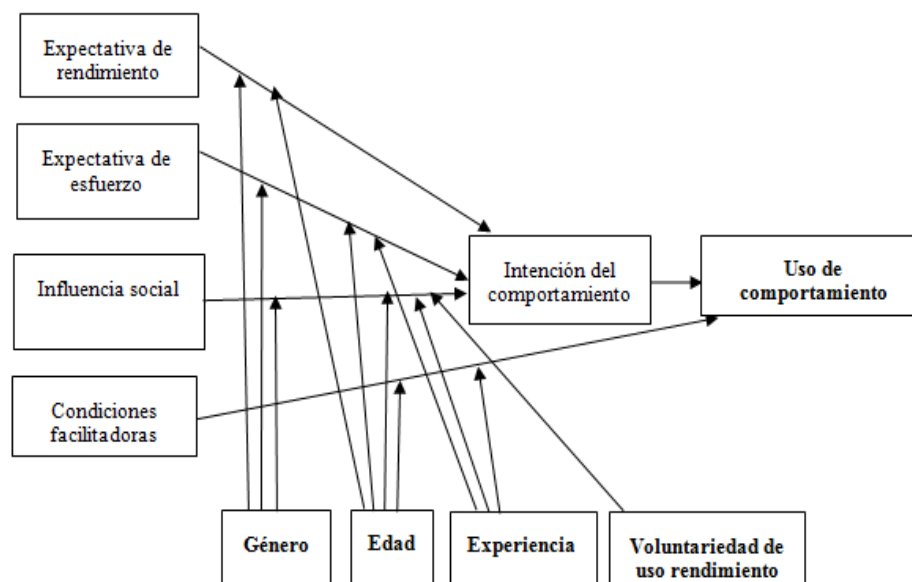 Expectativa de
rendimiento
Expectativa de
esfuerzo
Influencia social
Condiciones
facilitadoras
Intención del
comportamiento
Uso de
comportamiento
Género
Edad
Experiencia
Voluntariedad de
uso rendimiento